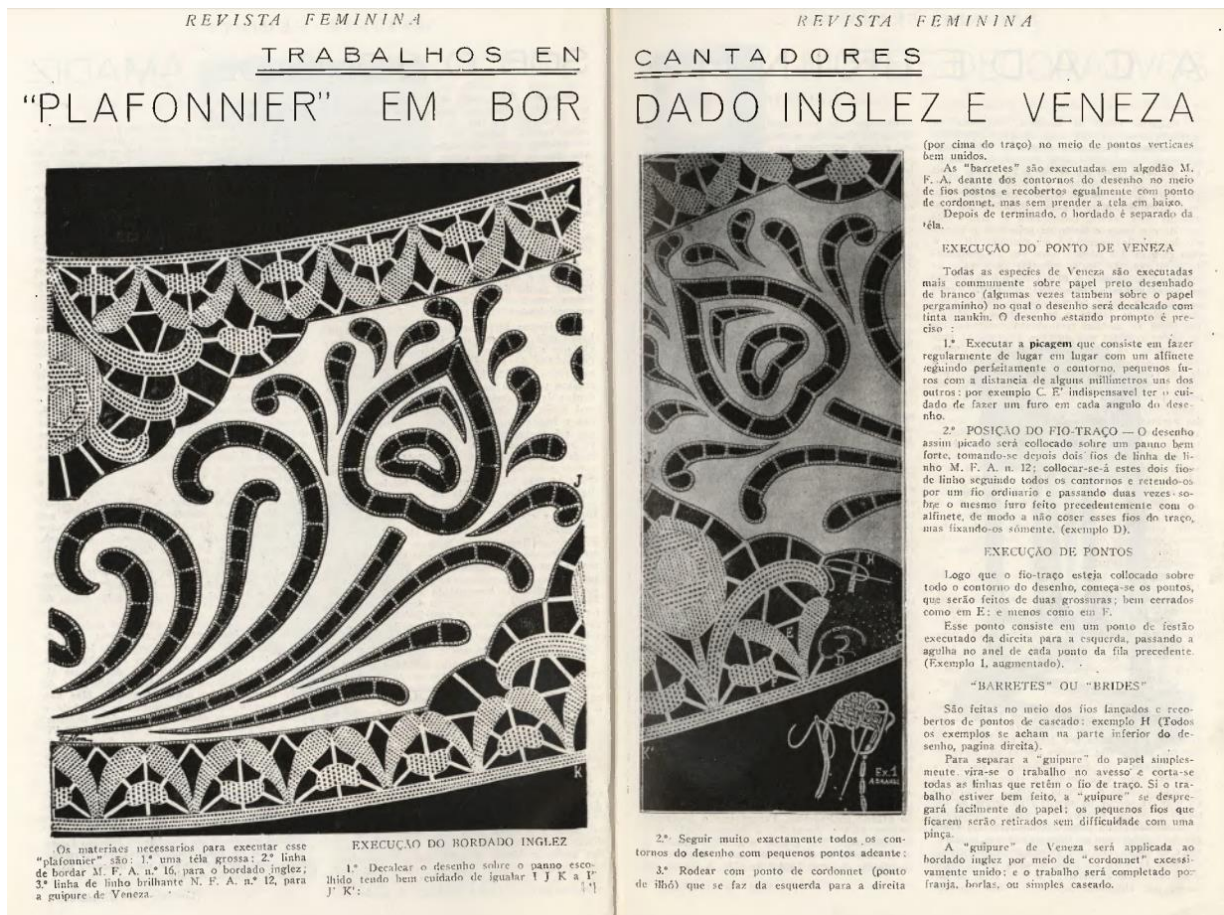 REVISTA FEMININA
TRABALHOS EN
"PLAFONNIER" EM BOR
J
K
Os materiaes necessarios para executar esse
"plafonnier" são: 1.º uma téla grossa; 2.º linha
de bordar M. F. A. n.º 16, para o bordado inglez;
3.º linha de linho brilhante N. F. A. n.º 12, para
a guipure de Veneza.
EXECUÇÃO DO BORDADO INGLEZ
1.º Decalcar o desenho sobre o panno esco-
lhido tendo bem cuidado de igualar I J K a I'
J' K':
REVISTA FEMININA
CANTADORES
DADO INGLEZ E VENEZA
J'
H
E
K'
Ex.1
2.º Seguir muito exactamente todos os con-
tornos do desenho com pequenos pontos adeante;
3.º Rodear com ponto de cordonet (ponto
de ilhó) que se faz da esquerda para a direita
(por cima do traço) no meio de pontos verticaes
bem unidos.
As "barretes" são executadas em algodão M.
F. A. deante dos contornos do desenho no meio
de fios postos e recobertos egualmente com ponto
de cordonnet, mas sem prender a tela em baixo.
Depois de terminado, o bordado é separado da
téla.
EXECUÇÃO DO PONTO DE VENEZA
Todas as especies de Veneza são executadas
mais communmente sobre papel preto desenhado
de branco (algumas vezes tambem sobre o papel
pergaminho) no qual o desenho será decalcado com
tinta nankin. O desenho estando prompto é pre-
ciso :
1.º Executar a picagem que consiste em fazer
regularmente de lugar em lugar com um alfinete
seguindo perfeitamente o contorno, pequenos fu-
ros com a distancia de alguns millimetros uns dos
outros: por exemplo C. E' indispensavel ter o cui-
dado de fazer um furo em cada angulo do dese-
nho.
2.º POSIÇÃO DO FIO-TRAÇO — O desenho
assim picado será collocado sobre um panno bem
forte, tomando-se depois dois fios de linha de li-
nho M. F. A. n. 12; collocar-se-á estes dois fios
de linho seguindo todos os contornos e retendo-os
por um fio ordinario e passando duas vezes so-
bre o mesmo furo feito precedentemente com o
alfinete, de modo a não coser esses fios do traço,
mas fixando-os sómente. (exemplo D).
EXECUÇÃO DE PONTOS
Logo que o fio-traço esteja collocado sobre
todo o contorno do desenho, começa-se os pontos,
que serão feitos de duas grossuras; bem cerrados
como em E; e menos como em F.
Esse ponto consiste em um ponto de festão
executado da direita para a esquerda, passando a
agulha no anel de cada ponto da fila precedente.
(Exemplo I, augmentado).
"BARRETES" OU "BRIDES"
São feitas no meio dos fios lançados e reco-
bertos de pontos de caseado: exemplo H (Todos
os exemplos se acham na parte inferior do de-
senho, pagina direita).
Para separar a "guipure" do papel simples-
mente vira-se o trabalho no avesso e corta-se
todas as linhas que retêm o fio de traço. Si o tra-
balho estiver bem feito, a "guipure" se despre-
gará facilmente do papel; os pequenos fios que
ficarem serão retirados sem difficuldade com uma
pinça.
A "guipure" de Veneza será applicada ao
bordado inglez por meio de "cordonnet" excessi-
vamente unido; e o trabalho será completado por
franja, borlas, ou simples caseado.